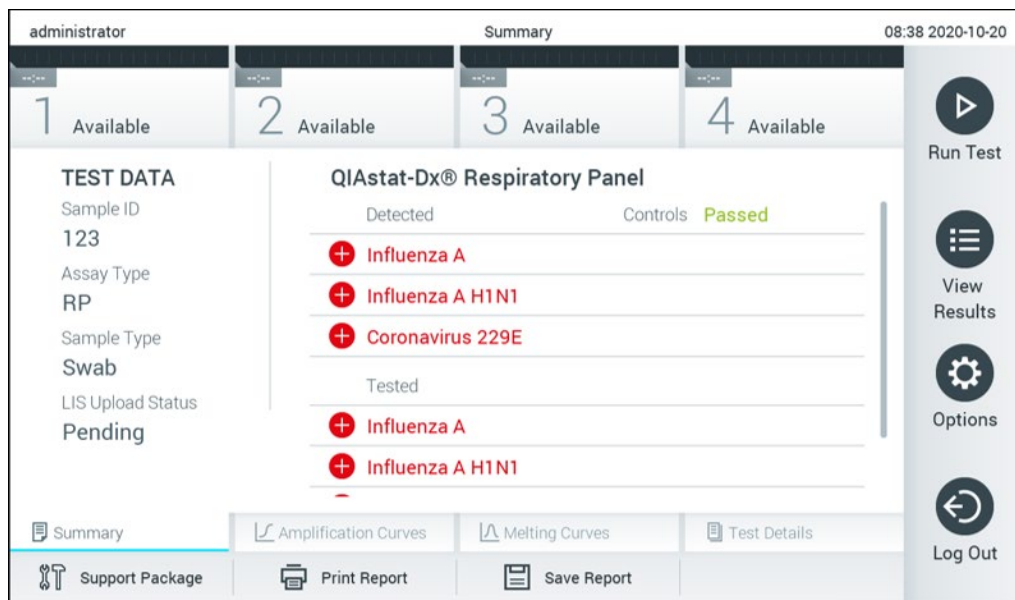 administrator Summary 08:38 2020-10-20
--:-- --:-- --:-- --:--
1 Available 2 Available 3 Available 4 Available
Run Test
TEST DATA
Sample ID
123
Assay Type
RP
Sample Type
Swab
LIS Upload Status
Pending
QIAstat-Dx® Respiratory Panel
Detected Controls Passed
Influenza A
Influenza A H1N1
Coronavirus 229E
Tested
Influenza A
Influenza A H1N1
View
Results
Options
Log Out
Summary Amplification Curves Melting Curves Test Details
Support Package Print Report Save Report